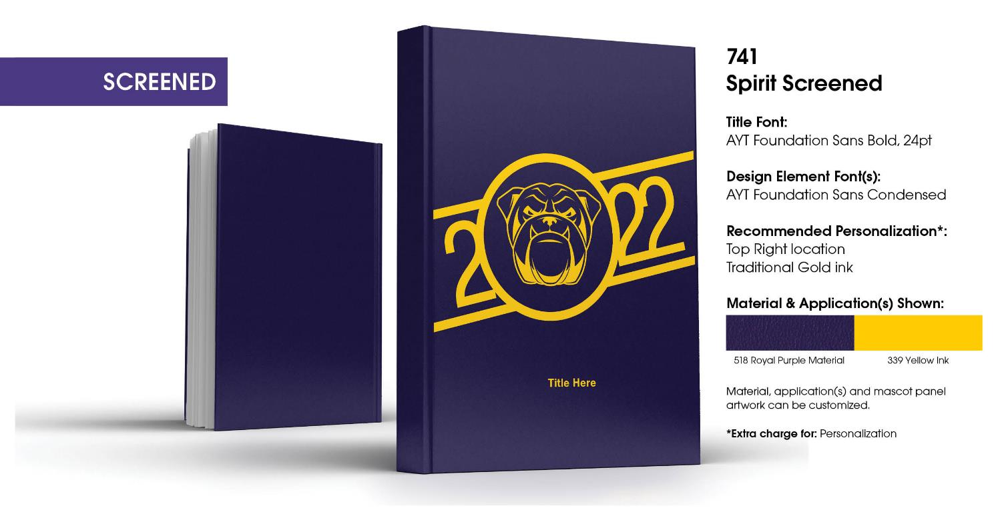 SCREENED
2022
Title Here
741
Spirit Screened
Title Font:
AYT Foundation Sans Bold, 24pt
Design Element Font(s):
AYT Foundation Sans Condensed
Recommended Personalization*:
Top Right location
Traditional Gold ink
Material & Application(s) Shown:
518 Royal Purple Material
339 Yellow Ink
Material, application(s) and mascot panel
artwork can be customized.
*Extra charge for: Personalization